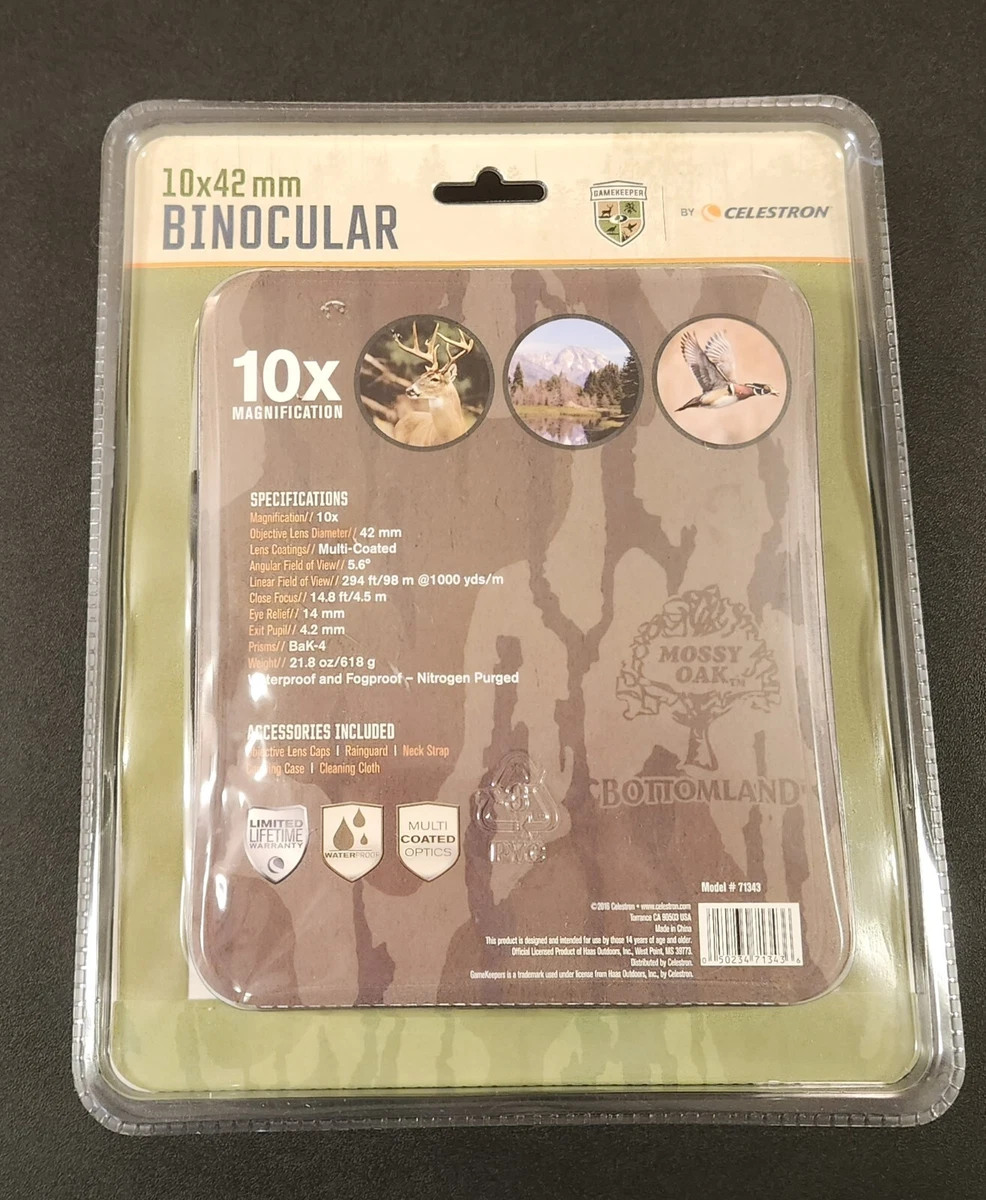 10x42 mm
BINOCULAR
GAMEKEEPER
BY CELESTRON
10x
MAGNIFICATION
SPECIFICATIONS
Magnification// 10x
Objective Lens Diameter// 42 mm
Lens Coatings// Multi-Coated
Angular Field of View// 5.6°
Linear Field of View// 294 ft/98 m @1000 yds/m
Close Focus// 14.8 ft/4.5 m
Eye Relief// 14 mm
Exit Pupil// 4.2 mm
Prisms// BaK-4
Weight// 21.8 oz/618 g
Waterproof and Fogproof – Nitrogen Purged
MOSSY
OAK™
BOTTOMLAND
ACCESSORIES INCLUDED
Objective Lens Caps | Rainguard | Neck Strap
Case | Cleaning Cloth
LIMITED
LIFETIME
WARRANTY
WATERPROOF
MULTI
COATED
OPTICS
PVC
Model # 71343
©2016 Celestron • www.celestron.com
Torrance CA 90503 USA
Made in China
This product is designed and intended for use by those 14 years of age and older.
Official Licensed Product of Haas Outdoors, Inc., West Point, MS 39773.
Distributed by Celestron.
GameKeepers is a trademark used under license from Haas Outdoors, Inc., by Celestron.
0 50234 71343 6